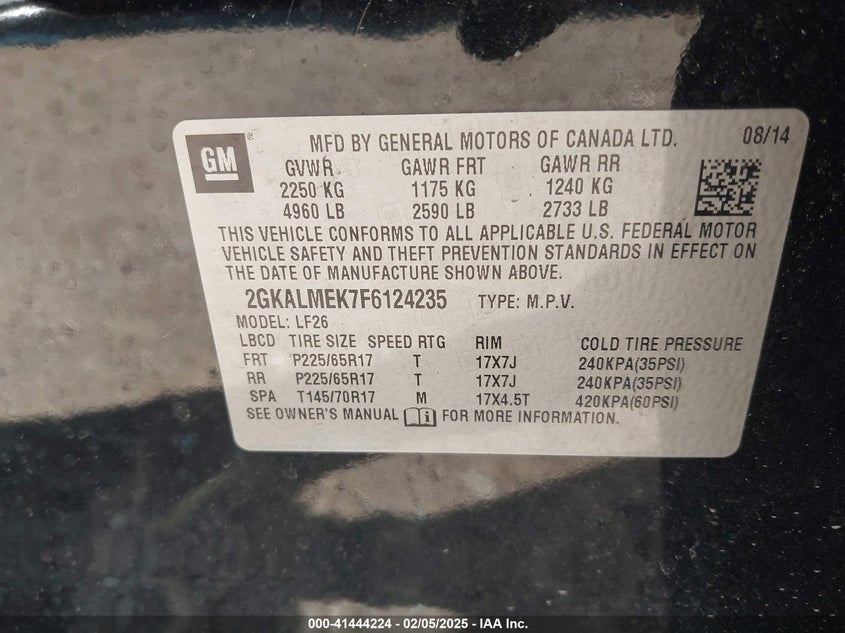 GM
®
MFD BY GENERAL MOTORS OF CANADA LTD. 08/14
GVWR GAWR FRT GAWR RR
2250 KG 1175 KG 1240 KG
4960 LB 2590 LB 2733 LB
THIS VEHICLE CONFORMS TO ALL APPLICABLE U.S. FEDERAL MOTOR
VEHICLE SAFETY AND THEFT PREVENTION STANDARDS IN EFFECT ON
THE DATE OF MANUFACTURE SHOWN ABOVE.
2GKALMEK7F6124235 TYPE: M.P.V.
MODEL: LF26
LBCD TIRE SIZE SPEED RTG RIM COLD TIRE PRESSURE
FRT P225/65R17 T 17X7J 240KPA(35PSI)
RR P225/65R17 T 17X7J 240KPA(35PSI)
SPA T145/70R17 M 17X4.5T 420KPA(60PSI)
SEE OWNER'S MANUAL i FOR MORE INFORMATION.
000-41444224 - 02/05/2025 - IAA Inc.